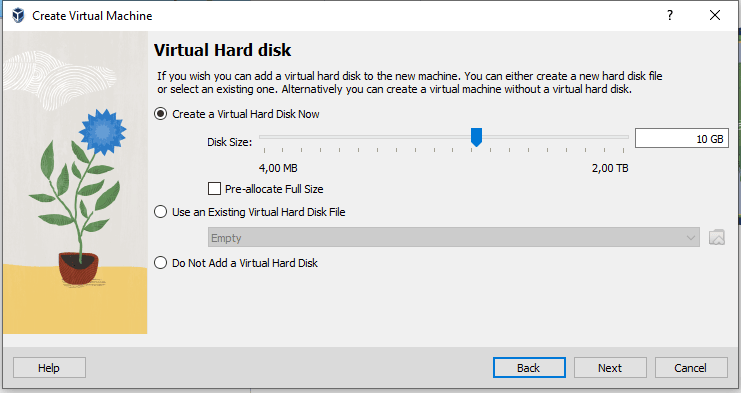 Create Virtual Machine
?
Virtual Hard disk
If you wish you can add a virtual hard disk to the new machine. You can either create a new hard disk file
or select an existing one. Alternatively you can create a virtual machine without a virtual hard disk.
Create a Virtual Hard Disk Now
Disk Size:
10 GB
4,00 MB
2,00 TB
Pre-allocate Full Size
Use an Existing Virtual Hard Disk File
Empty
Do Not Add a Virtual Hard Disk
Help
Back
Next
Cancel